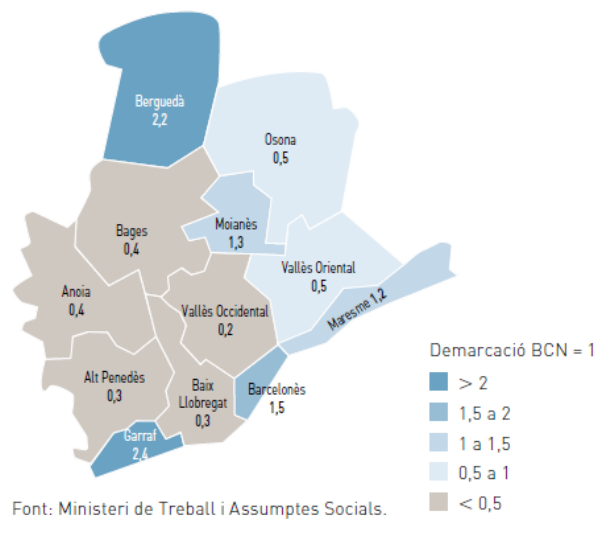 Berguedà
2,2
Osona
0,5
Moianès
1,3
Bages
0,4
Vallès Oriental
0,5
Anoia
0,4
Maresme 1,2
Vallès Occidental
0,2
Alt Penedès
0,3
Baix
Llobregat
0,3
Barcelonès
1,5
Garraf
2,4
Demarcació BCN = 1
> 2
1,5 a 2
1 a 1,5
0,5 a 1
< 0,5
Font: Ministeri de Treball i Assumptes Socials.